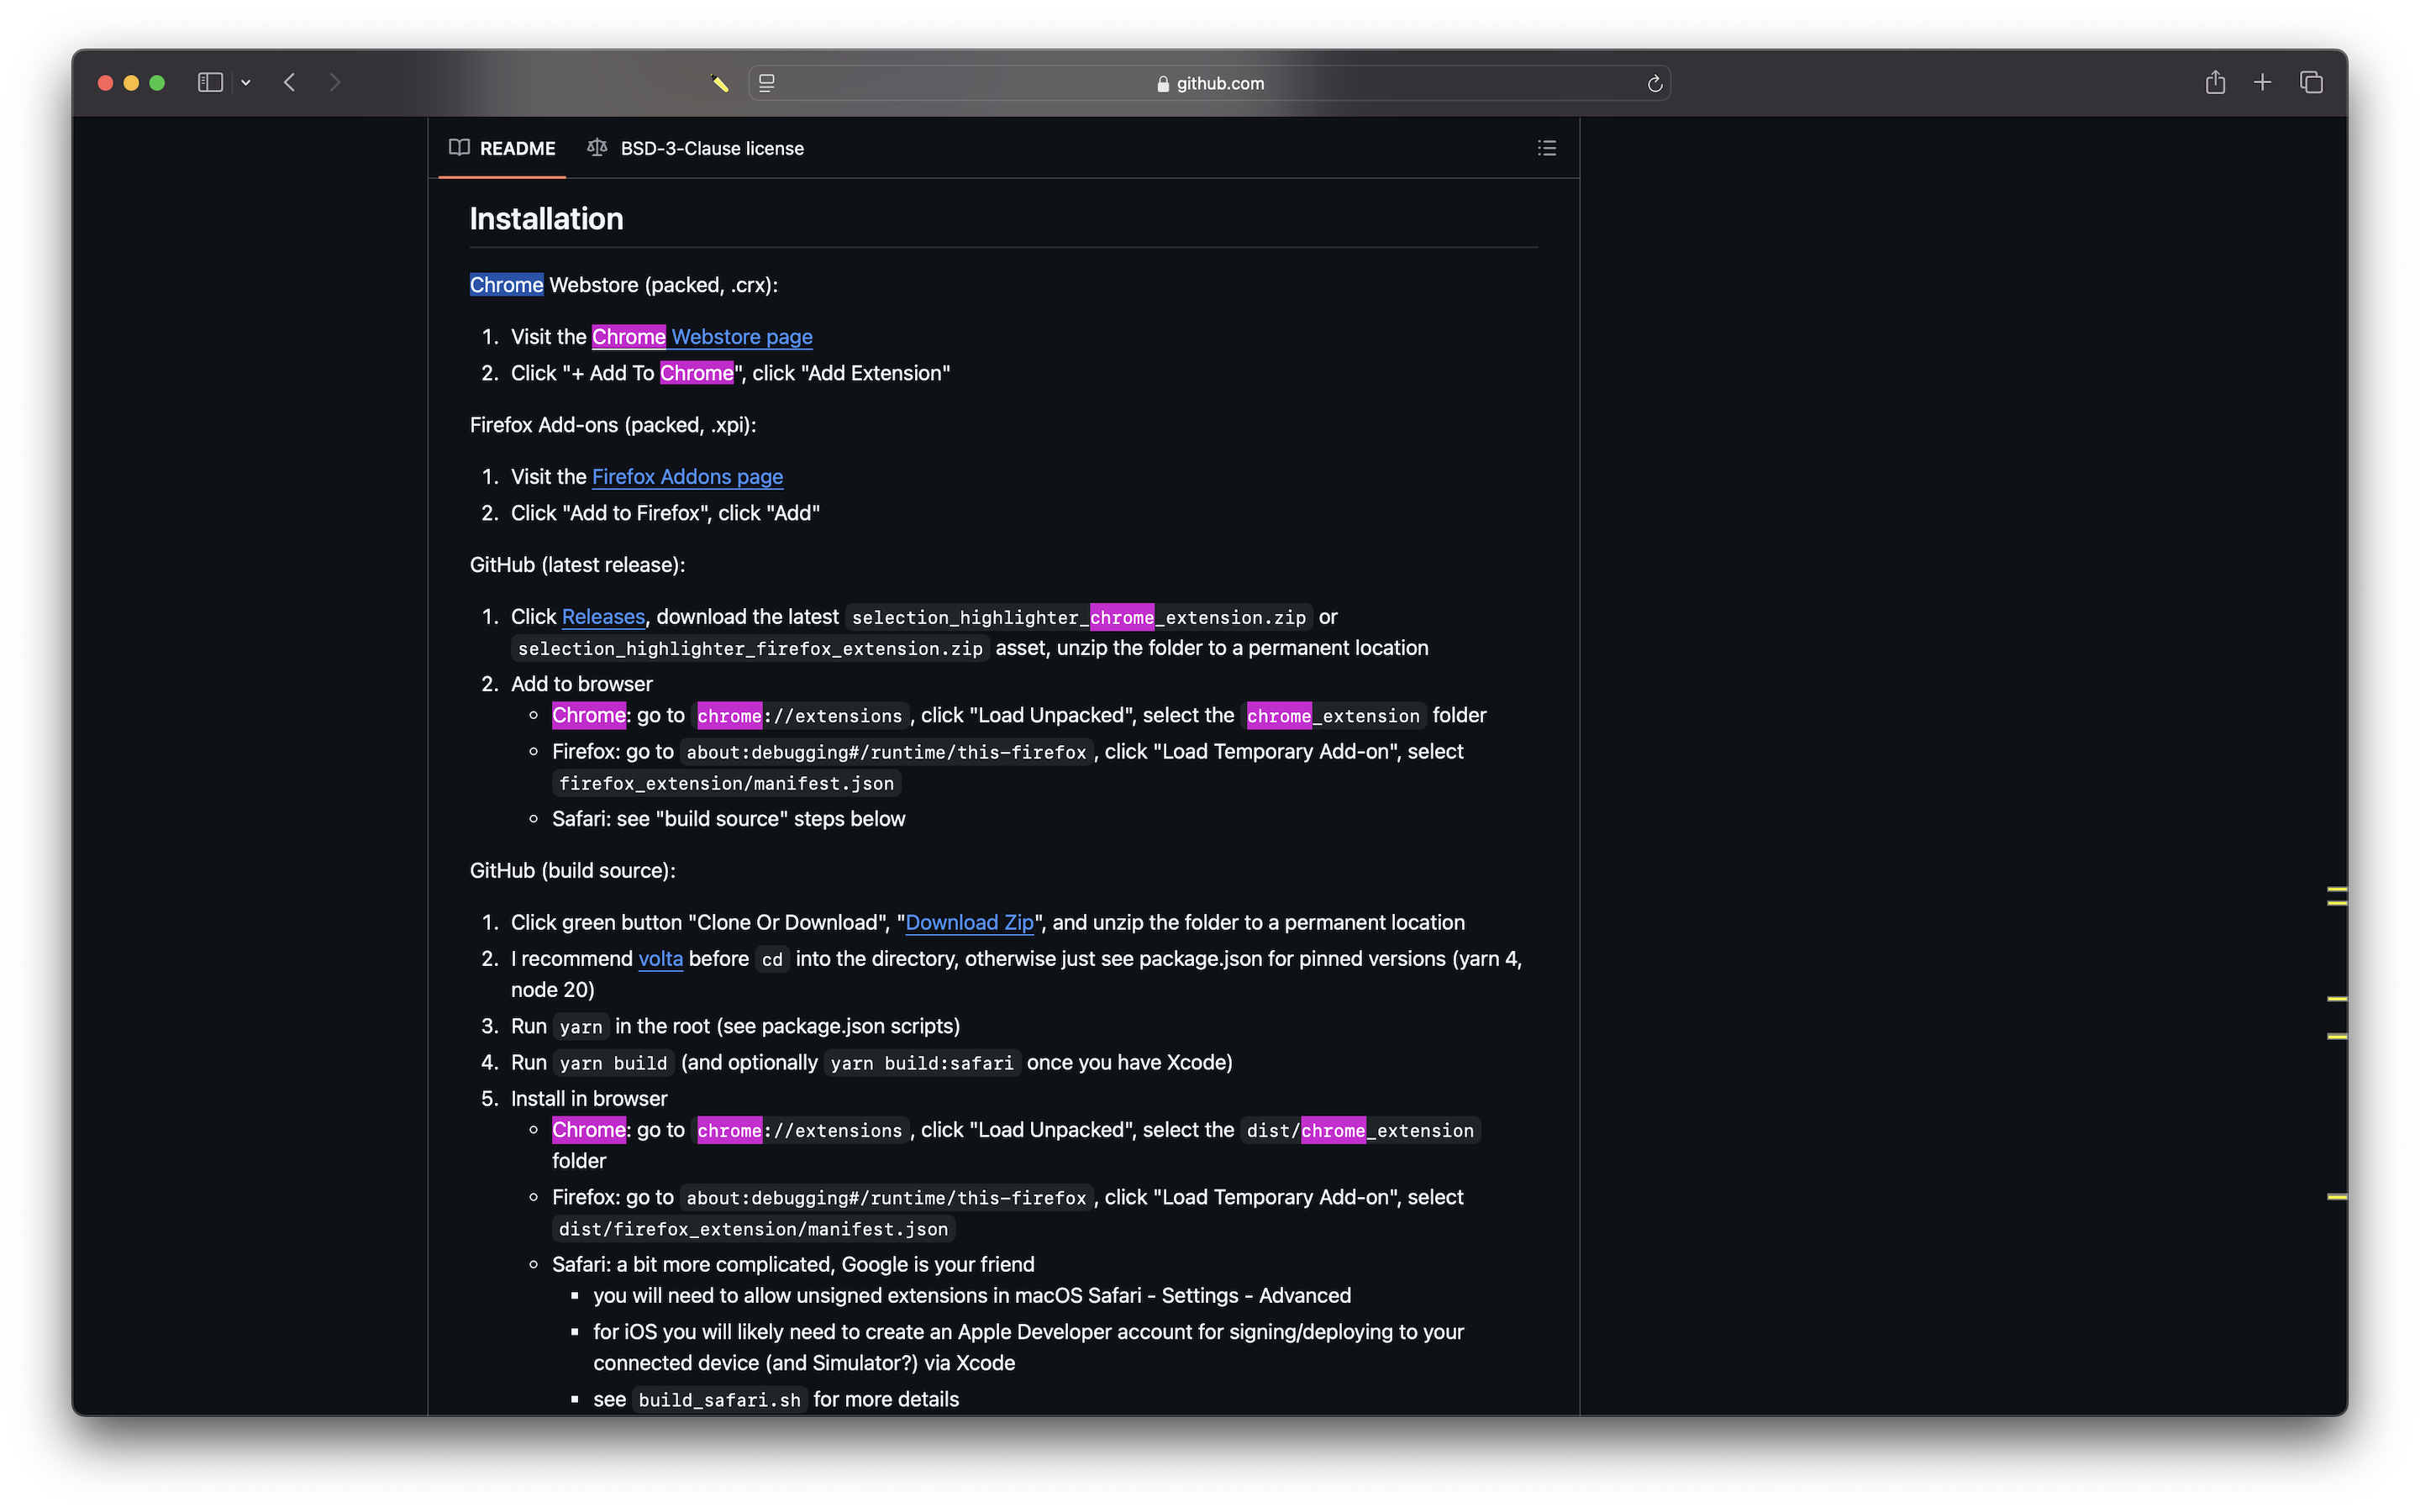 github.com
README BSD-3-Clause license
Installation
Chrome Webstore (packed, .crx):
1. Visit the Chrome Webstore page
2. Click "+ Add To Chrome", click "Add Extension"
Firefox Add-ons (packed, .xpi):
1. Visit the Firefox Addons page
2. Click "Add to Firefox", click "Add"
GitHub (latest release):
1. Click Releases, download the latest selection_highlighter_chrome_extension.zip or
selection_highlighter_firefox_extension.zip asset, unzip the folder to a permanent location
2. Add to browser
Chrome: go to chrome://extensions, click "Load Unpacked", select the chrome_extension folder
Firefox: go to about:debugging#/runtime/this-firefox, click "Load Temporary Add-on", select
firefox_extension/manifest.json
Safari: see "build source" steps below
GitHub (build source):
1. Click green button "Clone Or Download", "Download Zip", and unzip the folder to a permanent location
2. I recommend volta before cd into the directory, otherwise just see package.json for pinned versions (yarn 4,
node 20)
3. Run yarn in the root (see package.json scripts)
4. Run yarn build (and optionally yarn build:safari once you have Xcode)
5. Install in browser
Chrome: go to chrome://extensions, click "Load Unpacked", select the dist/chrome_extension
folder
Firefox: go to about:debugging#/runtime/this-firefox, click "Load Temporary Add-on", select
dist/firefox_extension/manifest.json
Safari: a bit more complicated, Google is your friend
you will need to allow unsigned extensions in macOS Safari - Settings - Advanced
for iOS you will likely need to create an Apple Developer account for signing/deploying to your
connected device (and Simulator?) via Xcode
see build_safari.sh for more details